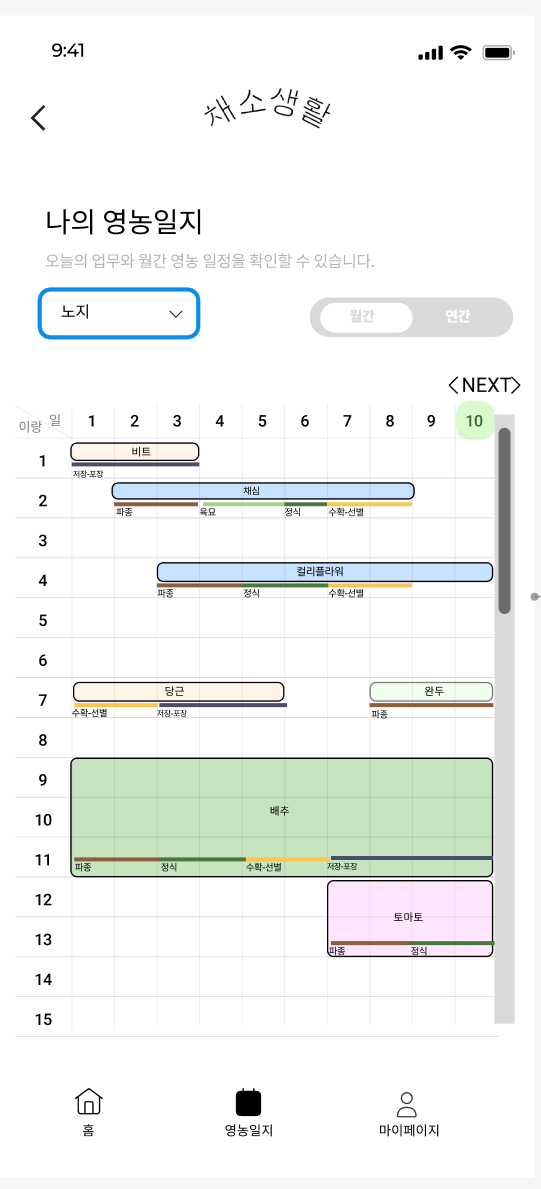 9:41
채소생활
나의 영농일지
오늘의 업무와 월간 영농 일정을 확인할 수 있습니다.
노지
월간 연간
NEXT
이랑 일 1 2 3 4 5 6 7 8 9 10
1 비트
저장-포장
2 채심
파종 육묘 정식 수확-선별
3
4 컬리플라워
파종 정식 수확-선별
5
6
7 당근 완두
수확-선별 저장-포장 파종
8
9
10 배추
11 파종 정식 수확-선별 저장-포장
12
토마토
13
파종 정식
14
15
홈 영농일지 마이페이지